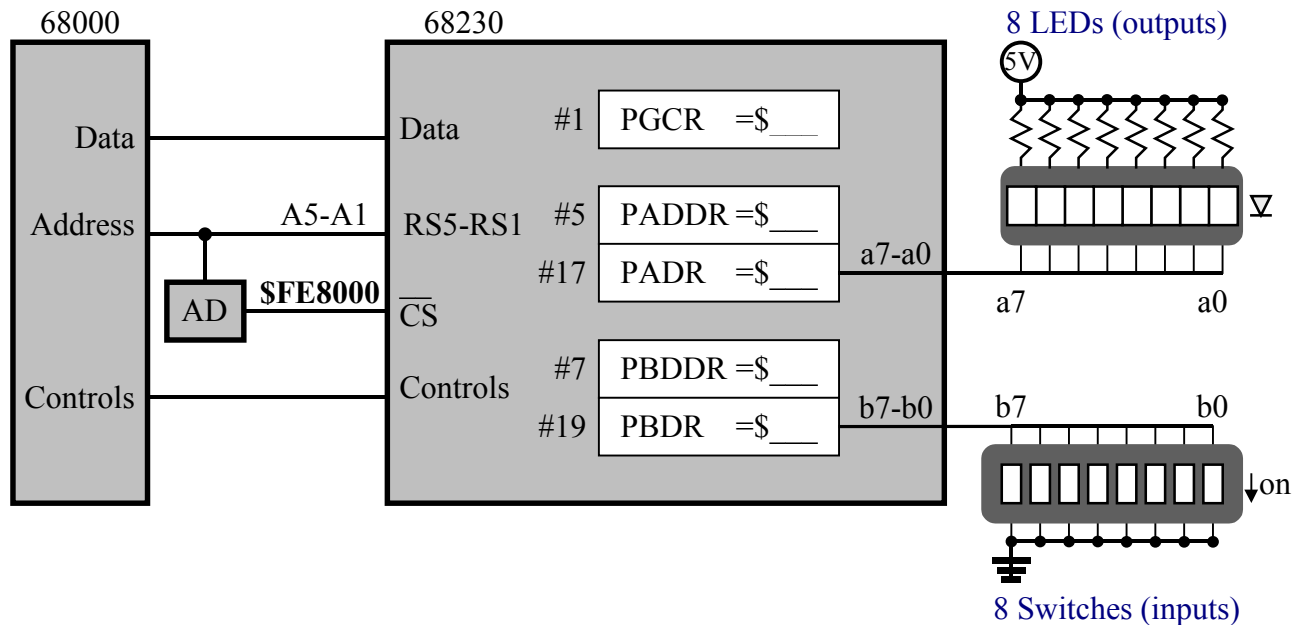 68000
68230
8 LEDs (outputs)
5V
Data
Data
#1
PGCR =$___
Address
A5-A1
RS5-RS1
#5
PADDR =$___
#17
PADR =$___
a7-a0
a7
a0
AD
$FE8000
CS
Controls
Controls
#7
PBDDR =$___
#19
PBDR =$___
b7-b0
b7
b0
on
8 Switches (inputs)